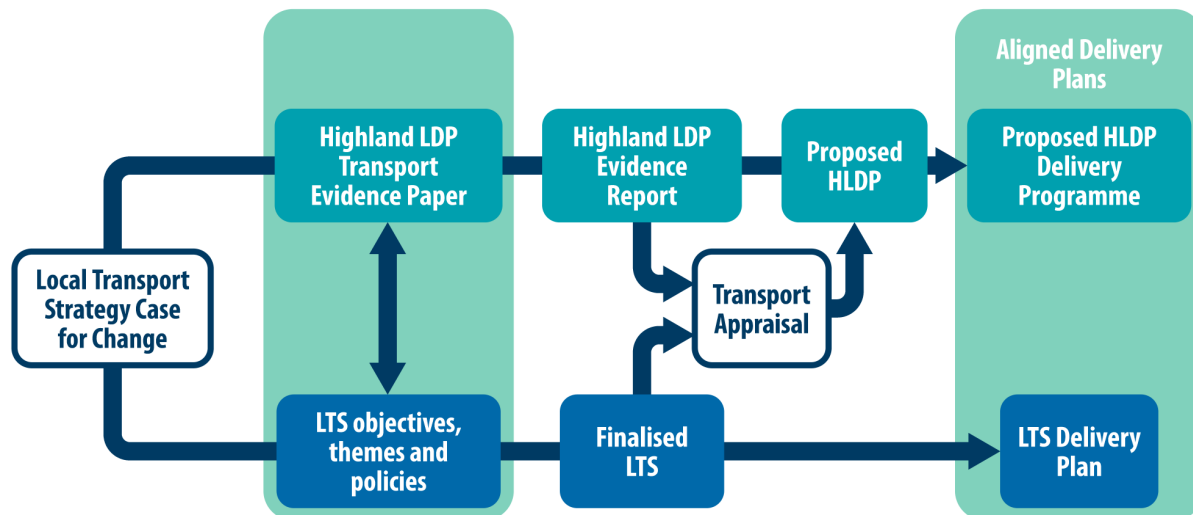 Aligned Delivery
Plans
Highland LDP
Transport
Evidence Paper
Highland LDP
Evidence
Report
Proposed
HLDP
Proposed HLDP
Delivery
Programme
Local Transport
Strategy Case
for Change
Transport
Appraisal
LTS objectives,
themes and
policies
Finalised
LTS
LTS Delivery
Plan